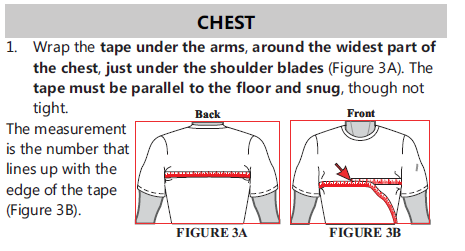 CHEST
1. Wrap the tape under the arms, around the widest part of
the chest, just under the shoulder blades (Figure 3A). The
tape must be parallel to the floor and snug, though not
tight.
The measurement
is the number that
lines up with the
edge of the tape
(Figure 3B).
Back
FIGURE 3A
Front
FIGURE 3B